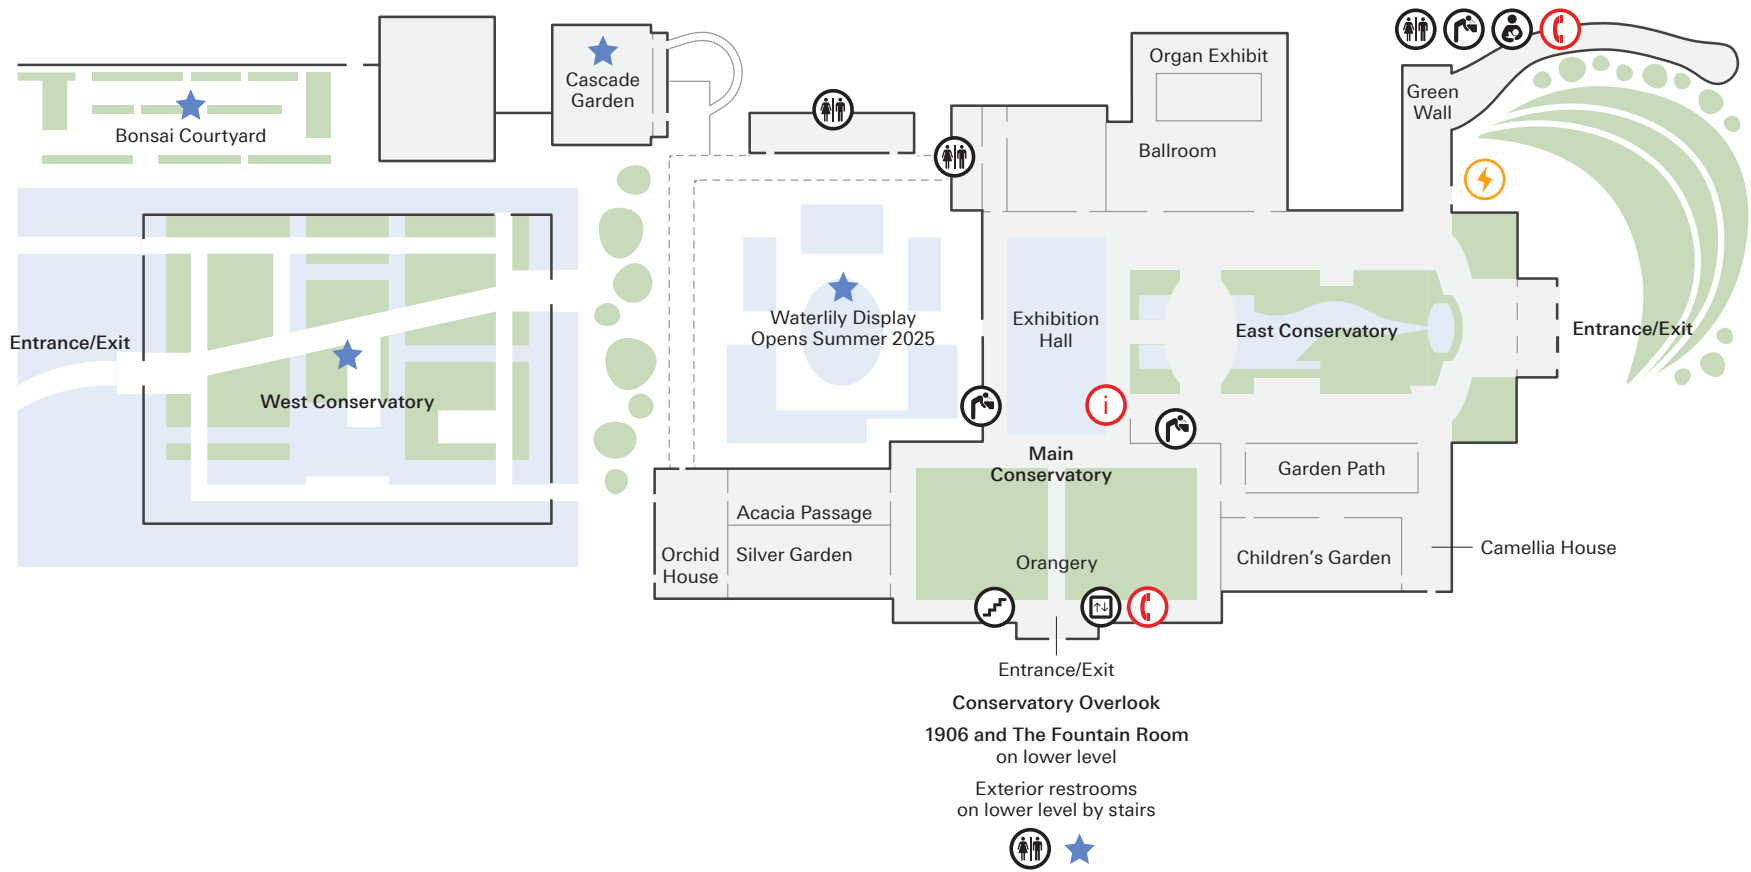 Organ Exhibit
Cascade
Garden
Green
Wall
Bonsai Courtyard
Ballroom
Waterlily Display
Opens Summer 2025
Exhibition
Hall
East Conservatory
Entrance/Exit
Entrance/Exit
West Conservatory
i
Main
Conservatory
Garden Path
Acacia Passage
Orchid
House
Silver Garden
Orangery
Children's Garden
Camellia House
Entrance/Exit
Conservatory Overlook
1906 and The Fountain Room
on lower level
Exterior restrooms
on lower level by stairs